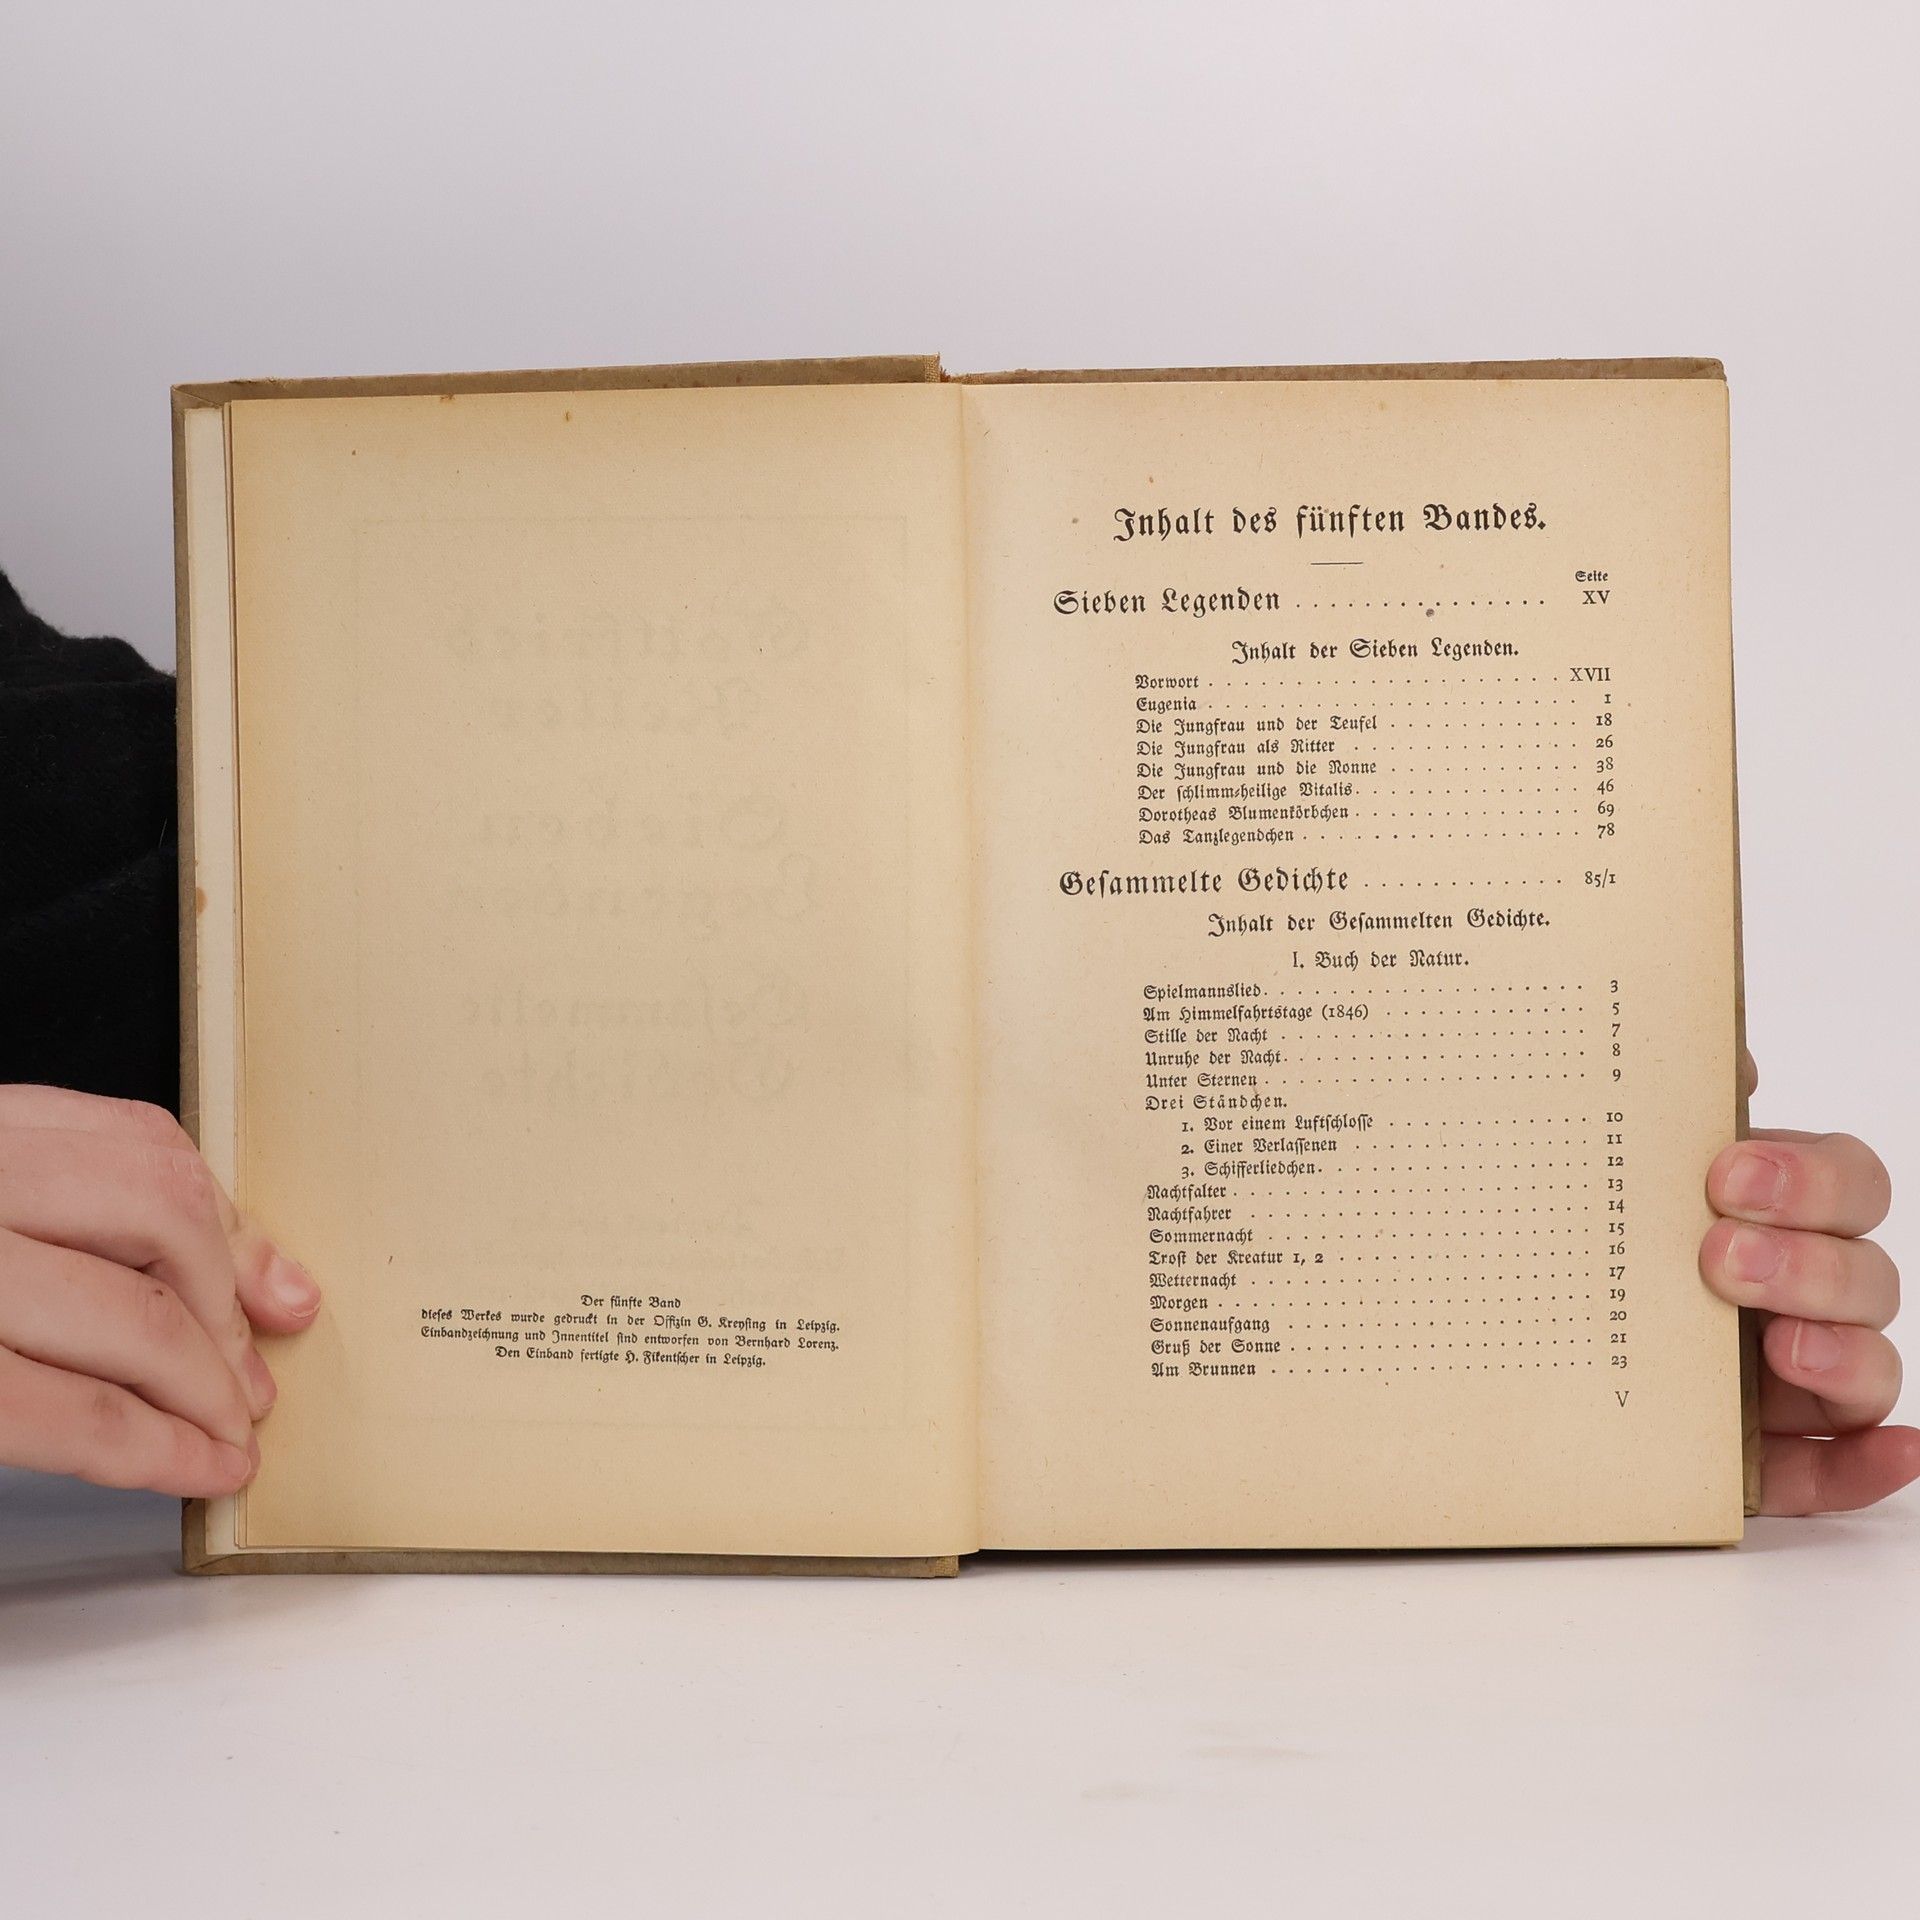 Der fünfte Band
dieses Werkes wurde gedruckt in der Offizin G. Kreysing in Leipzig.
Einbandzeichnung und Innentitel sind entworfen von Bernhard Lorenz.
Den Einband fertigte H. Fikentscher in Leipzig.
Inhalt des fünften Bandes.
Seite
Sieben Legenden . . . . . . . . . . . . . . . XV
Inhalt der Sieben Legenden.
Vorwort . . . . . . . . . . . . . . . . . . . XVII
Eugenia . . . . . . . . . . . . . . . . . . . 1
Die Jungfrau und der Teufel . . . . . . . . . . . 18
Die Jungfrau als Ritter . . . . . . . . . . . . . 26
Die Jungfrau und die Nonne . . . . . . . . . . . 38
Der schlimm-heilige Vitalis . . . . . . . . . . . . 46
Dorotheas Blumenkörbchen . . . . . . . . . . . . 69
Das Tanzlegendchen . . . . . . . . . . . . . . . 78
Gesammelte Gedichte . . . . . . . . . . . . 85/1
Inhalt der Gesammelten Gedichte.
I. Buch der Natur.
Spielmannslied . . . . . . . . . . . . . . . . . 3
Am Himmelfahrtstage (1846) . . . . . . . . . . . . 5
Stille der Nacht . . . . . . . . . . . . . . . . . 7
Unruhe der Nacht . . . . . . . . . . . . . . . . . 8
Unter Sternen . . . . . . . . . . . . . . . . . . 9
Drei Ständchen.
1. Vor einem Luftschlosse . . . . . . . . . . . . 10
2. Einer Verlassenen . . . . . . . . . . . . . . 11
3. Schifferliedchen . . . . . . . . . . . . . . . 12
Nachtfalter . . . . . . . . . . . . . . . . . . . 13
Nachtfahrer . . . . . . . . . . . . . . . . . . . 14
Sommernacht . . . . . . . . . . . . . . . . . . 15
Trost der Kreatur 1, 2 . . . . . . . . . . . . . . 16
Wetternacht . . . . . . . . . . . . . . . . . . . 17
Morgen . . . . . . . . . . . . . . . . . . . . . 19
Sonnenaufgang . . . . . . . . . . . . . . . . . 20
Gruß der Sonne . . . . . . . . . . . . . . . . . 21
Am Brunnen . . . . . . . . . . . . . . . . . . 23
V